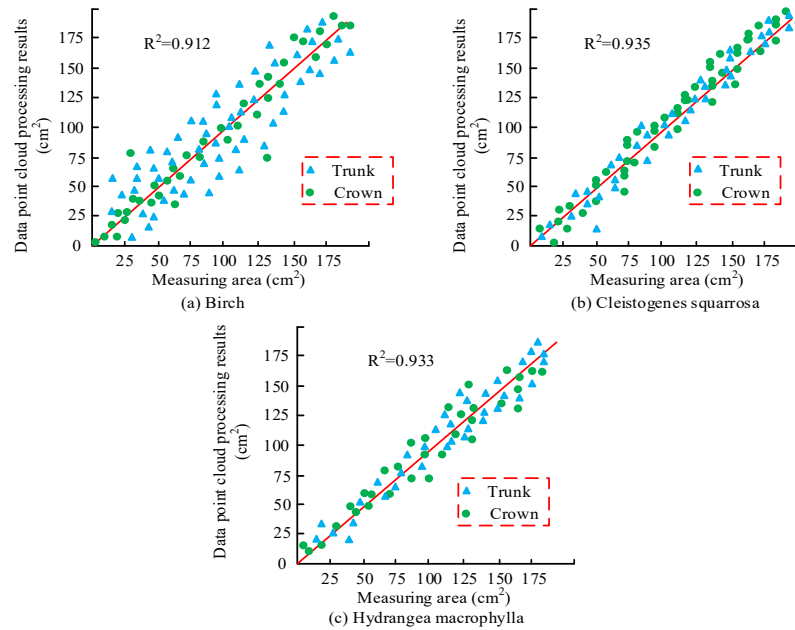 Data point cloud processing results
(cm²)
175
150
125
100
75
50
25
0
R²=0.912
Trunk
Crown
25 50 75 100 125 150 175
Measuring area (cm²)
(a) Birch
Data point cloud processing results
(cm²)
175
150
125
100
75
50
25
0
R²=0.935
Trunk
Crown
25 50 75 100 125 150 175
Measuring area (cm²)
(b) Cleistogenes squarrosa
Data point cloud processing results
(cm²)
175
150
125
100
75
50
25
0
R²=0.933
Trunk
Crown
25 50 75 100 125 150 175
Measuring area (cm²)
(c) Hydrangea macrophylla